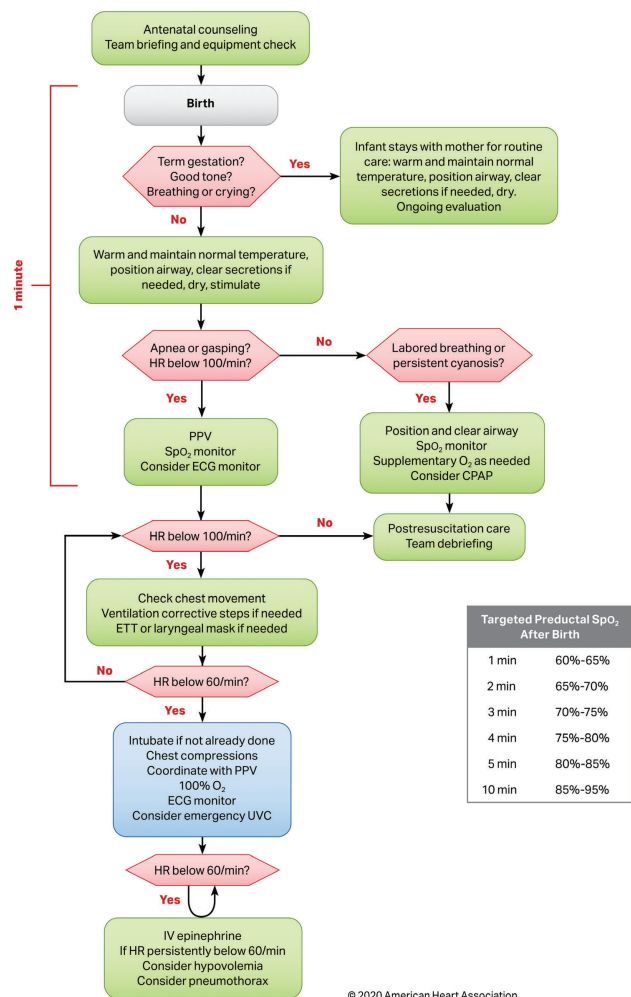 Antenatal counseling
Team briefing and equipment check
Birth
1 minute
Term gestation?
Good tone?
Breathing or crying?
Yes
Infant stays with mother for routine
care: warm and maintain normal
temperature, position airway, clear
secretions if needed, dry.
Ongoing evaluation
No
Warm and maintain normal temperature,
position airway, clear secretions if
needed, dry, stimulate
Apnea or gasping?
HR below 100/min?
No
Labored breathing or
persistent cyanosis?
Yes
Yes
PPV
SpO₂ monitor
Consider ECG monitor
Position and clear airway
SpO₂ monitor
Supplementary O₂ as needed
Consider CPAP
HR below 100/min?
No
Postresuscitation care
Team debriefing
Yes
Check chest movement
Ventilation corrective steps if needed
ETT or laryngeal mask if needed
No
HR below 60/min?
Yes
Intubate if not already done
Chest compressions
Coordinate with PPV
100% O₂
ECG monitor
Consider emergency UVC
HR below 60/min?
Yes
IV epinephrine
If HR persistently below 60/min
Consider hypovolemia
Consider pneumothorax
Targeted Preductal SpO₂
After Birth
1 min 60%-65%
2 min 65%-70%
3 min 70%-75%
4 min 75%-80%
5 min 80%-85%
10 min 85%-95%
© 2020 American Heart Association